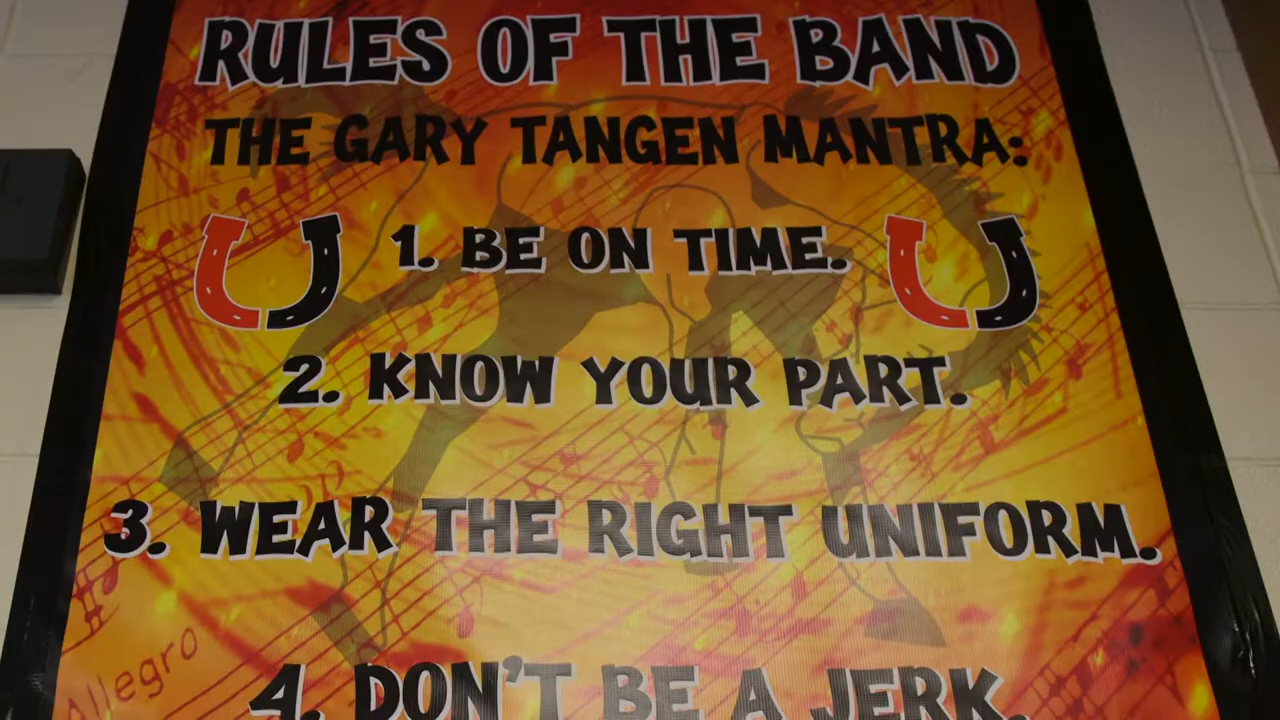 RULES OF THE BAND
THE GARY TANGEN MANTRA:
1. BE ON TIME.
2. KNOW YOUR PART.
3. WEAR THE RIGHT UNIFORM.
Allegro
4. DON'T BE A JERK.